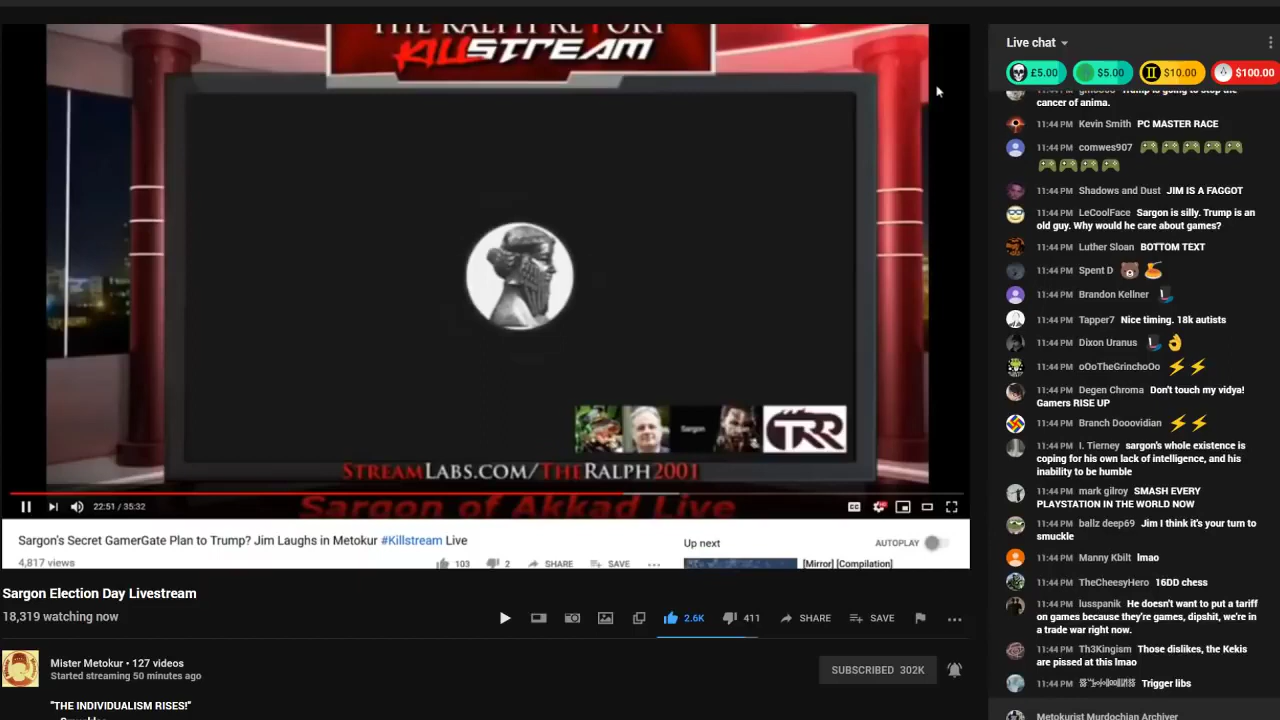 THE RALPH RETORT
KILLSTREAM
Sargon
TRR
STREAMLABS.COM/THERALPH2001
Sargon of Akkad Live
22:51 / 35:32
Sargon's Secret GamerGate Plan to Trump? Jim Laughs in Metokur #Killstream Live
4,817 views
103
2
SHARE
SAVE
Up next
AUTOPLAY
[Mirror] [Compilation]
Sargon Election Day Livestream
18,319 watching now
2.6K
411
SHARE
SAVE
Mister Metokur • 127 videos
Started streaming 50 minutes ago
SUBSCRIBED 302K
"THE INDIVIDUALISM RISES!"
Live chat
£5.00
$5.00
$10.00
$100.00
cancer of anima.
11:44 PM Kevin Smith PC MASTER RACE
11:44 PM comwes907
11:44 PM Shadows and Dust JIM IS A FAGGOT
11:44 PM LeCoolFace Sargon is silly. Trump is an
old guy. Why would he care about games?
11:44 PM Luther Sloan BOTTOM TEXT
11:44 PM Spent D
11:44 PM Brandon Kellner
11:44 PM Tapper7 Nice timing. 18k autists
11:44 PM Dixon Uranus
11:44 PM oOoTheGrinchoOo
11:44 PM Degen Chroma Don't touch my vidya!
Gamers RISE UP
11:44 PM Branch Dooovidian
11:44 PM I. Tierney sargon's whole existence is
coping for his own lack of intelligence, and his
inability to be humble
11:44 PM mark gilroy SMASH EVERY
PLAYSTATION IN THE WORLD NOW
11:44 PM ballz deep69 Jim I think it's your turn to
smuckle
11:44 PM Manny Kbilt lmao
11:44 PM TheCheesyHero 16DD chess
11:44 PM lusspanik He doesn't want to put a tariff
on games because they're games, dipshit, we're in
a trade war right now.
11:44 PM Th3Kingism Those dislikes, the Kekis
are pissed at this lmao
11:44 PM Trigger libs
Metokurist Murdochian Archiver